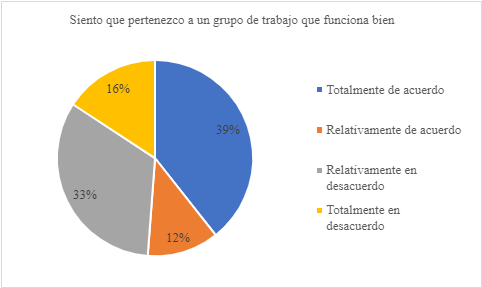 Siento que pertenezco a un grupo de trabajo que funciona bien
16%
39%
33%
12%
Totalmente de acuerdo
Relativamente de acuerdo
Relativamente en
desacuerdo
Totalmente en
desacuerdo